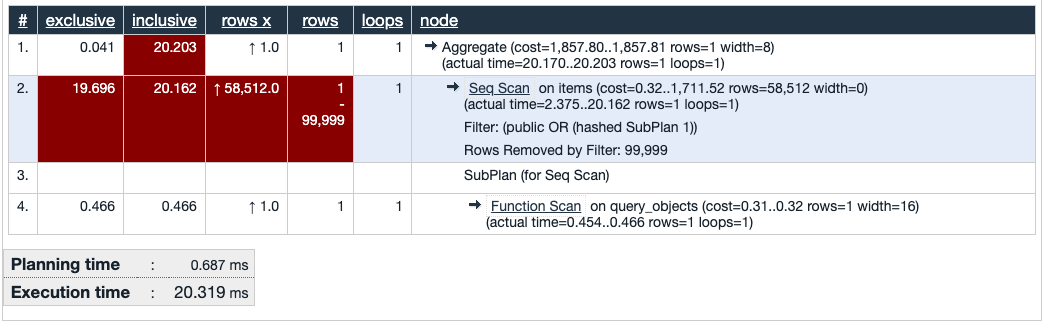 # exclusive inclusive rows x rows loops node
1. 0.041 20.203 ↑ 1.0 1 1 → Aggregate (cost=1,857.80..1,857.81 rows=1 width=8)
(actual time=20.170..20.203 rows=1 loops=1)
2. 19.696 20.162 ↑ 58,512.0 1 1 → Seq Scan on items (cost=0.32..1,711.52 rows=58,512 width=0)
- (actual time=2.375..20.162 rows=1 loops=1)
99,999 Filter: (public OR (hashed SubPlan 1))
Rows Removed by Filter: 99,999
3. SubPlan (for Seq Scan)
4. 0.466 0.466 ↑ 1.0 1 1 → Function Scan on query_objects (cost=0.31..0.32 rows=1 width=16)
(actual time=0.454..0.466 rows=1 loops=1)
Planning time : 0.687 ms
Execution time : 20.319 ms